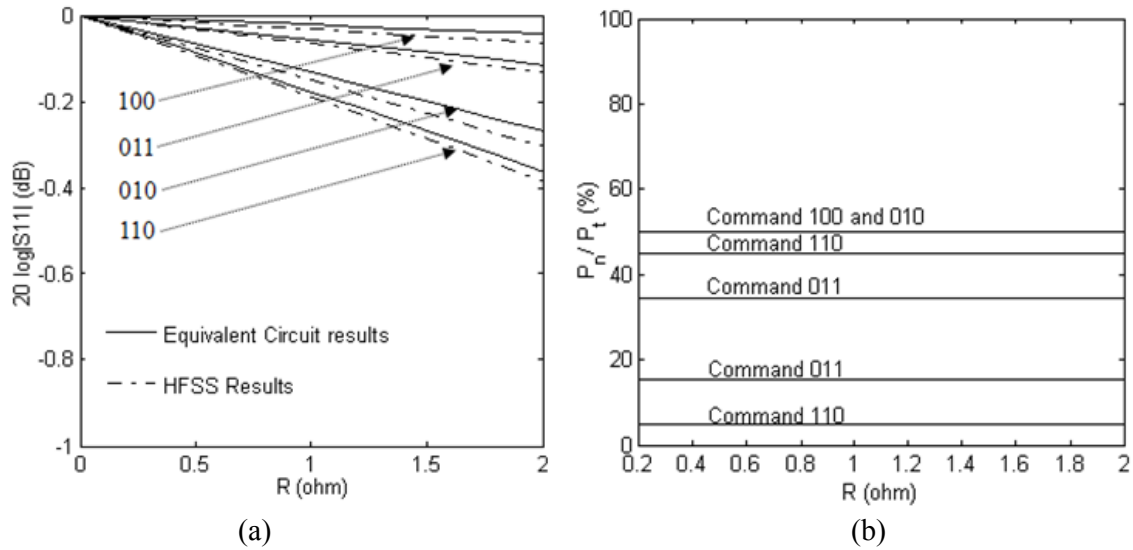 20 log|S11| (dB)
0
-0.2
-0.4
-0.6
-0.8
-1
100
011
010
110
Equivalent Circuit results
HFSS Results
0 0.5 1 1.5 2
R (ohm)
(a)
P_n / P_t (%)
100
80
60
40
20
0
Command 100 and 010
Command 110
Command 011
Command 011
Command 110
0.2 0.4 0.6 0.8 1 1.2 1.4 1.6 1.8 2
R (ohm)
(b)